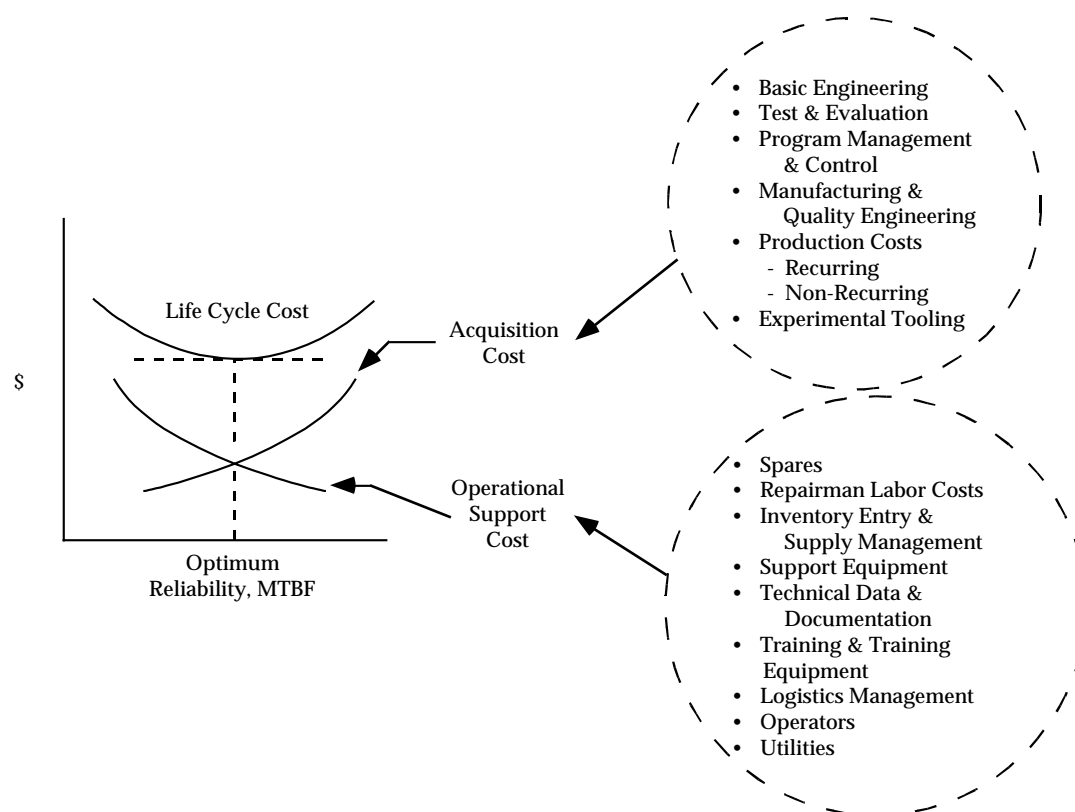 • Basic Engineering
• Test & Evaluation
• Program Management
& Control
• Manufacturing &
Quality Engineering
• Production Costs
- Recurring
- Non-Recurring
• Experimental Tooling
Life Cycle Cost
Acquisition
Cost
$
Operational
Support
Cost
Optimum
Reliability, MTBF
• Spares
• Repairman Labor Costs
• Inventory Entry &
Supply Management
• Support Equipment
• Technical Data &
Documentation
• Training & Training
Equipment
• Logistics Management
• Operators
• Utilities